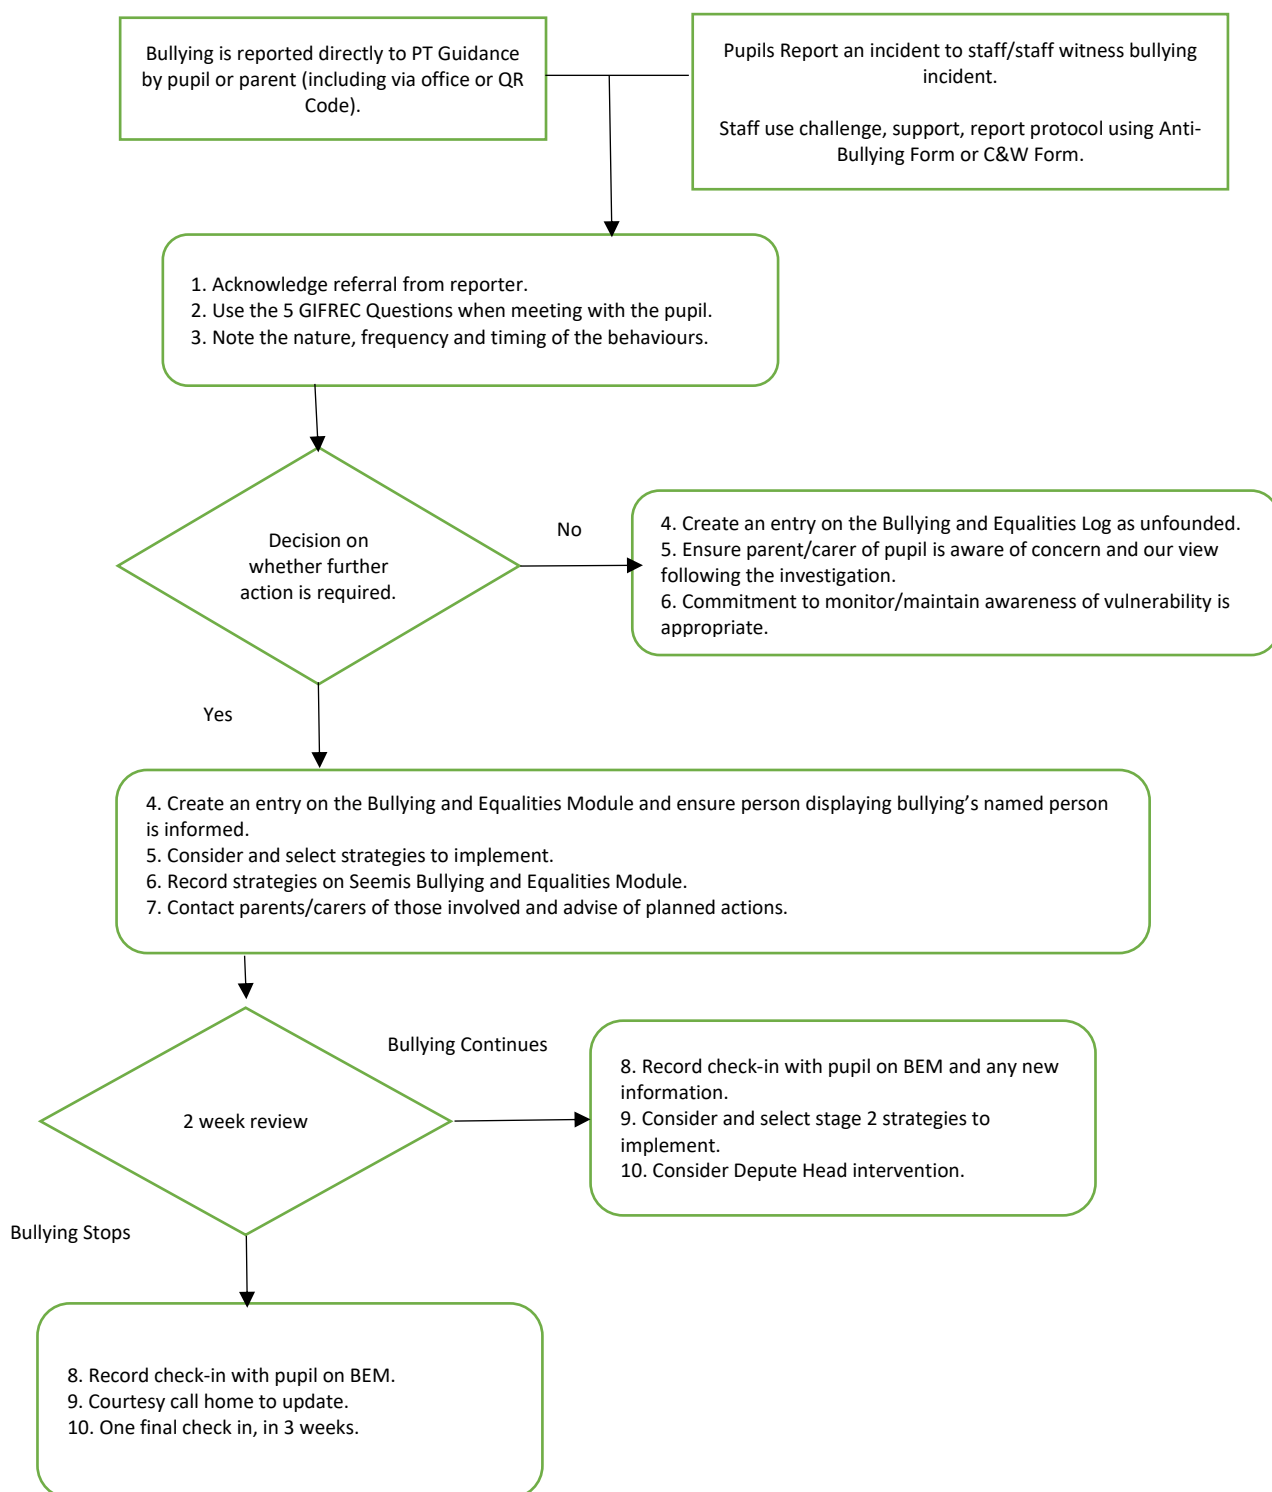 Bullying is reported directly to PT Guidance
by pupil or parent (including via office or QR
Code).
Pupils Report an incident to staff/staff witness bullying
incident.
Staff use challenge, support, report protocol using Anti-
Bullying Form or C&W Form.
1. Acknowledge referral from reporter.
2. Use the 5 GIFREC Questions when meeting with the pupil.
3. Note the nature, frequency and timing of the behaviours.
Decision on
whether further
action is required.
No
4. Create an entry on the Bullying and Equalities Log as unfounded.
5. Ensure parent/carer of pupil is aware of concern and our view
following the investigation.
6. Commitment to monitor/maintain awareness of vulnerability is
appropriate.
Yes
4. Create an entry on the Bullying and Equalities Module and ensure person displaying bullying’s named person
is informed.
5. Consider and select strategies to implement.
6. Record strategies on Seemis Bullying and Equalities Module.
7. Contact parents/carers of those involved and advise of planned actions.
2 week review
Bullying Continues
8. Record check-in with pupil on BEM and any new
information.
9. Consider and select stage 2 strategies to
implement.
10. Consider Depute Head intervention.
Bullying Stops
8. Record check-in with pupil on BEM.
9. Courtesy call home to update.
10. One final check in, in 3 weeks.